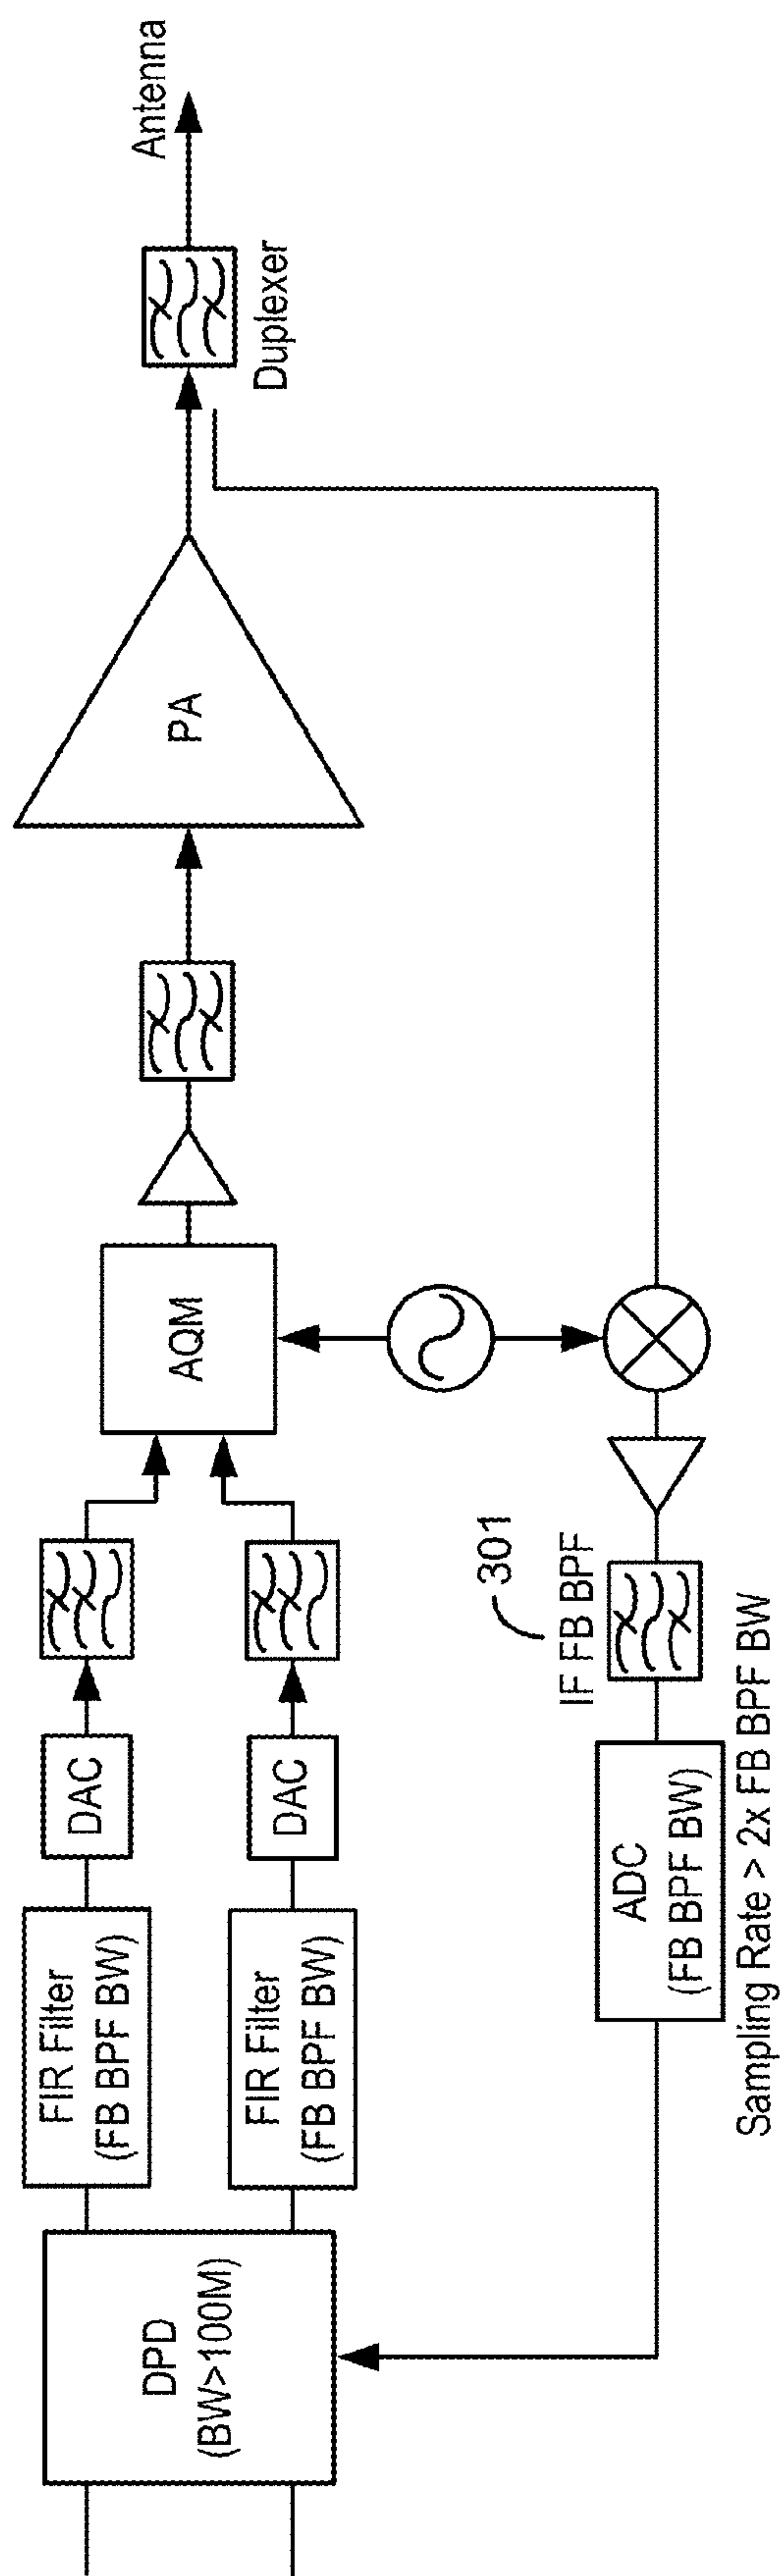 DPD
(BW>100M)
FIR Filter
(FB BPF BW)
FIR Filter
(FB BPF BW)
DAC
DAC
AQM
PA
Duplexer
Antenna
301
IF FB BPF
ADC
(FB BPF BW)
Sampling Rate > 2x FB BPF BW